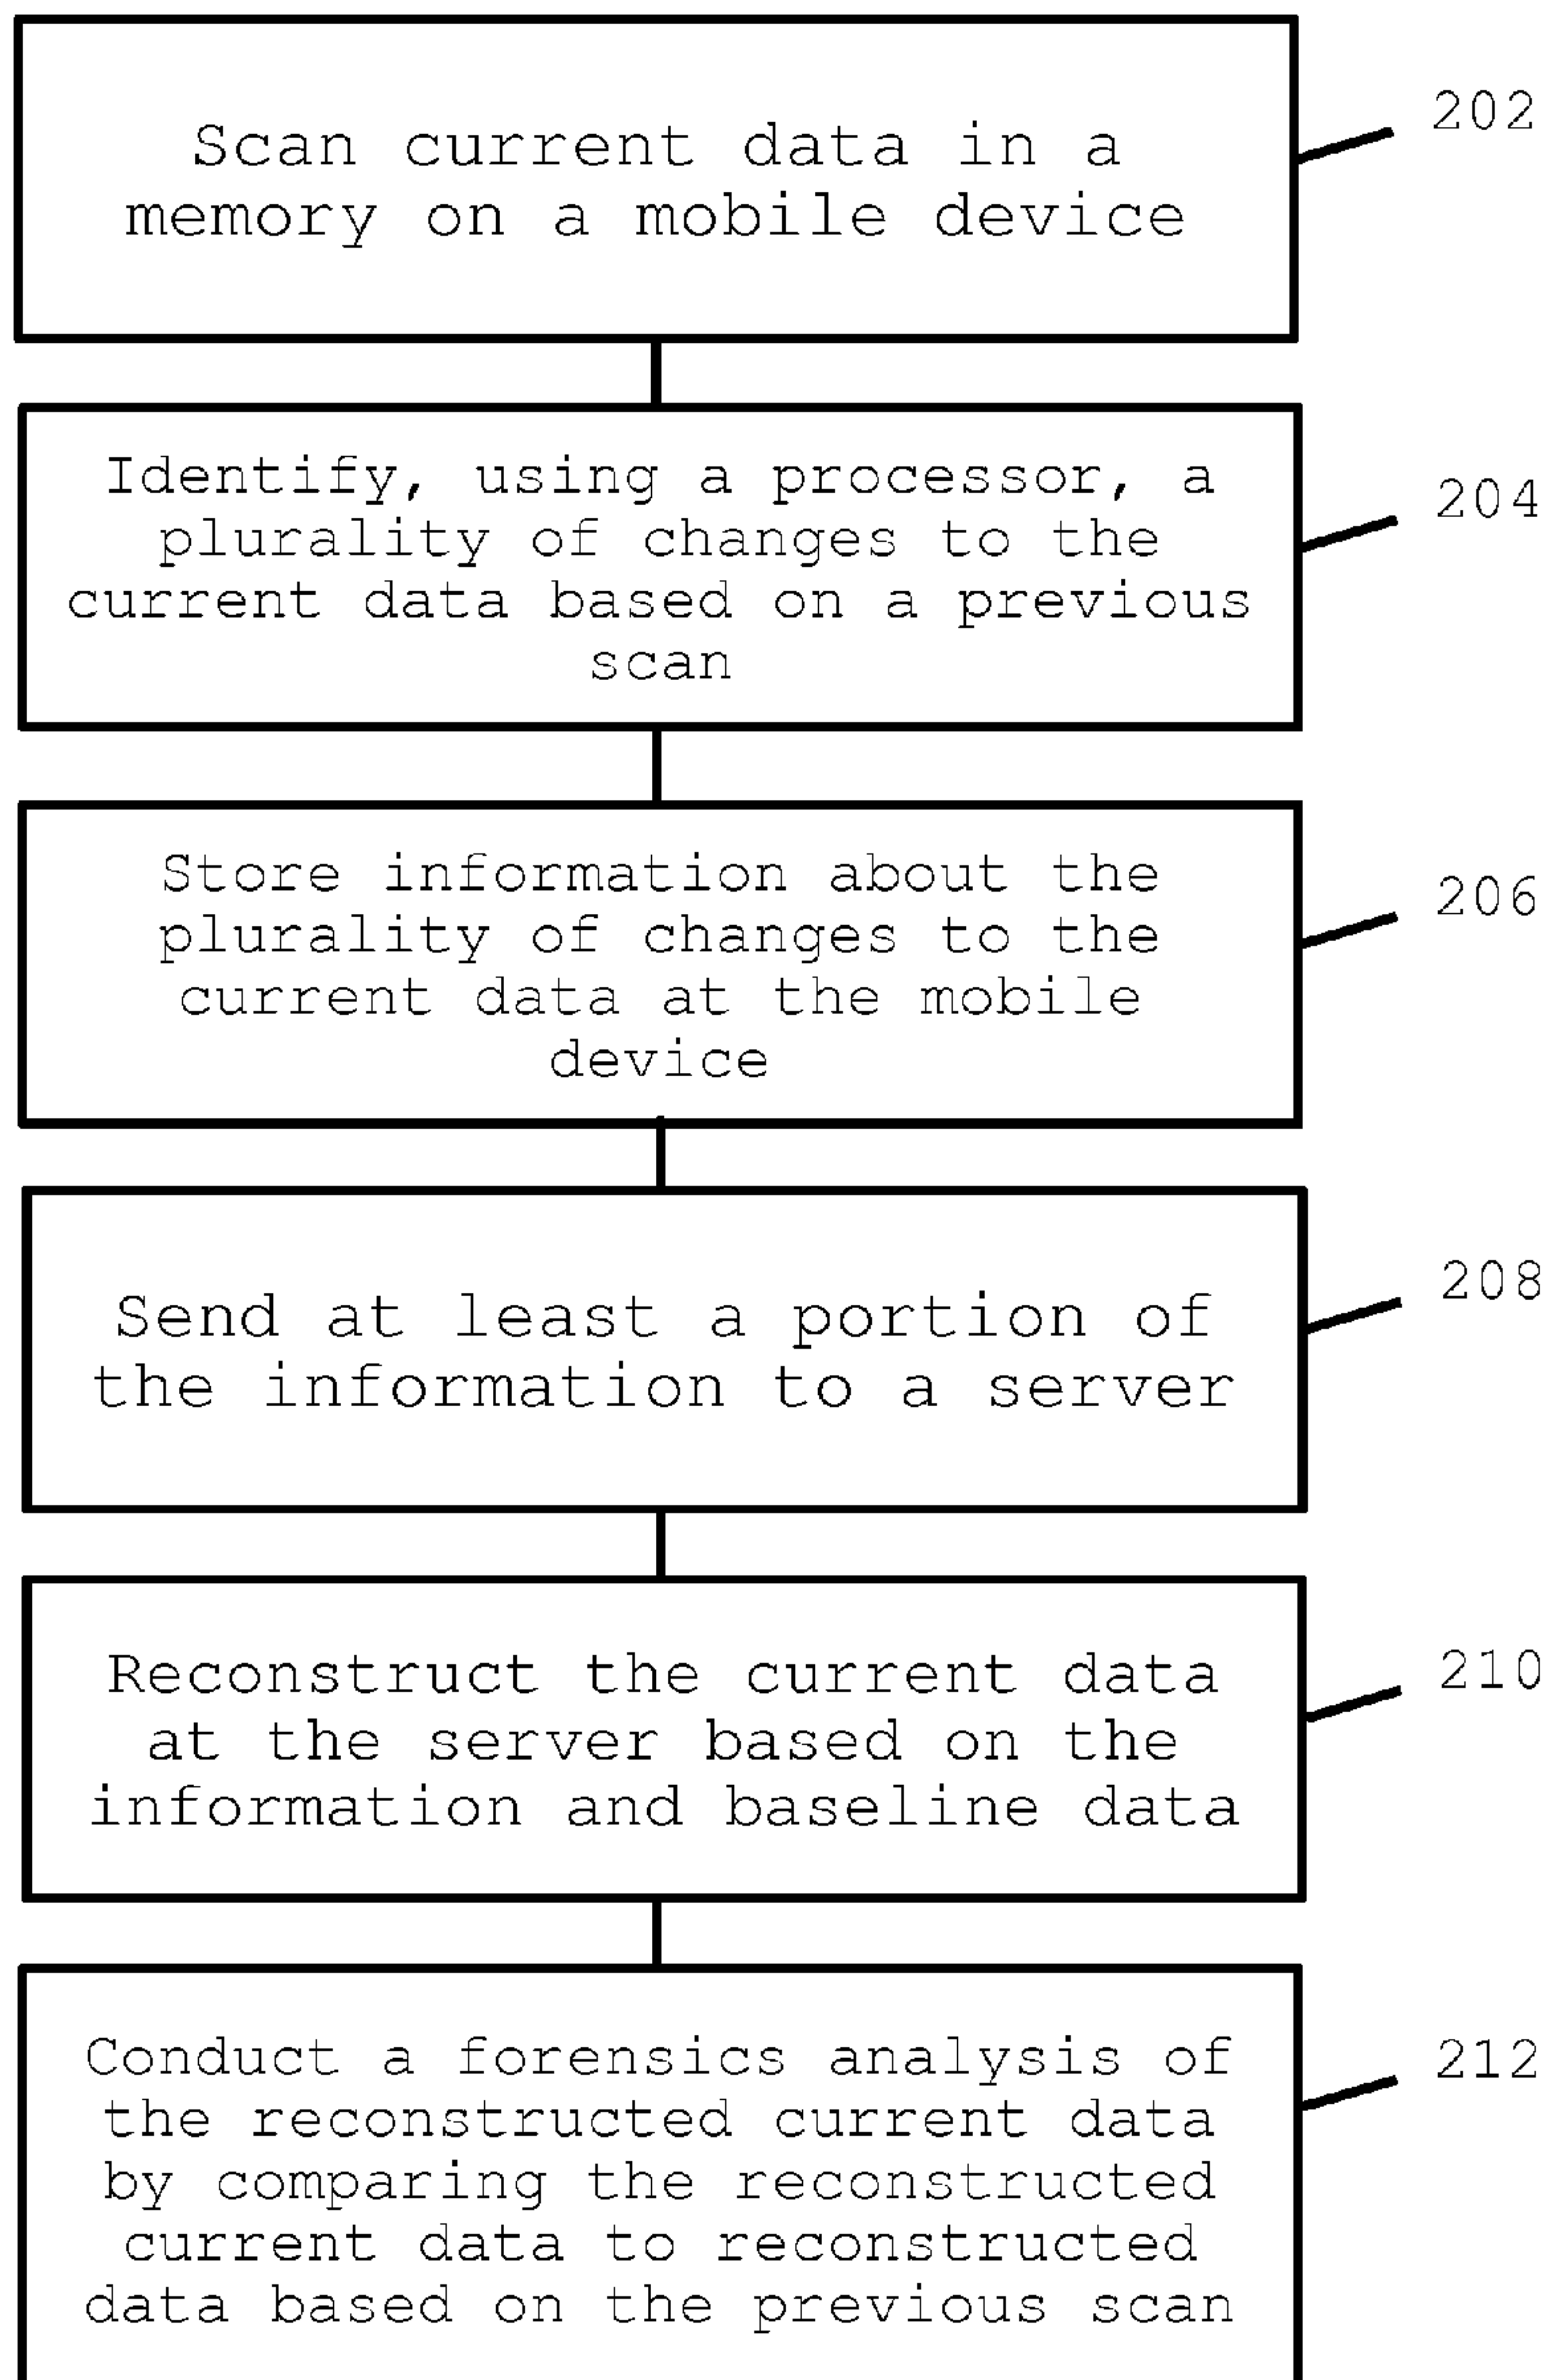 Scan current data in a
memory on a mobile device
202
Identify, using a processor, a
plurality of changes to the
current data based on a previous
scan
204
Store information about the
plurality of changes to the
current data at the mobile
device
206
Send at least a portion of
the information to a server
208
Reconstruct the current data
at the server based on the
information and baseline data
210
Conduct a forensics analysis of
the reconstructed current data
by comparing the reconstructed
current data to reconstructed
data based on the previous scan
212